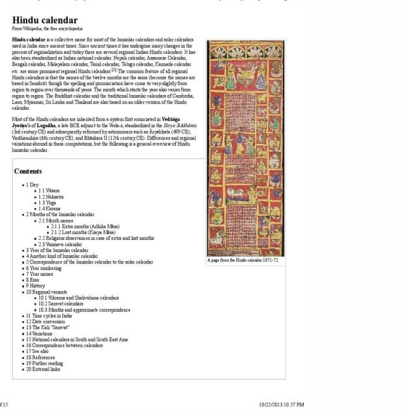 Hindu calendar
From Wikipedia, the free encyclopedia
Hindu calendar is a collective name for most of the lunisolar calendars and solar calendars
used in India since ancient times. Since ancient times it has undergone many changes in the
process of regionalization and today there are several regional Indian Hindu calendars. It has
also been standardized as Indian national calendar. Nepali calendar, Assamese Calendar,
Bengali calendar, Malayalam calendar, Tamil calendar, Telugu calendar, Kannada calendar
etc. are some prominent regional Hindu calendars. The common feature of all regional
Hindu calendars is that the names of the twelve months are the same (because the names are
based in Sanskrit) though the spelling and pronunciation have come to vary slightly from
region to region over thousands of years. The month which starts the year also varies from
region to region. The Buddhist calendar and the traditional lunisolar calendars of Cambodia,
Laos, Myanmar, Sri Lanka and Thailand are also based on an older version of the Hindu
calendar.
Most of the Hindu calendars are inherited from a system first enunciated in Vedānga
Jyotiṣa of Lagadha, a late BCE adjunct to the Veda-s, standardized in the Sūrya Siddhānta
(3rd century CE) and subsequently reformed by astronomers such as Āryabhaṭa (499 CE),
Varāhamihira (6th century CE), and Bhāskara II (12th century CE). Differences and regional
variations abound in these computations, but the following is a general overview of Hindu
lunisolar calendar.
A page from the Hindu calendar 1871-72.
Contents
1 Day
1.1 Vāsara
1.2 Nakṣatra
1.3 Yoga
1.4 Karaṇa
2 Months of the lunisolar calendar
2.1 Month names
2.1.1 Extra months (Adhika Māsa)
2.1.2 Lost months (Kṣaya Māsa)
2.2 Religious observances in case of extra and lost months
2.3 Vaiṣṇava calendar
3 Year of the lunisolar calendar
4 Another kind of lunisolar calendar
5 Correspondence of the lunisolar calendar to the solar calendar
6 Year numbering
7 Year names
8 Eras
9 History
10 Regional variants
10.1 Vikrama and Shalivahana calendars
10.2 Samvat calendars
10.3 Months and approximate correspondence
11 Time cycles in India
12 Date conversion
13 The Kali "Samvat"
14 Variations
15 National calendars in South and South East Asia
16 Correspondence between calendars
17 See also
18 References
19 Further reading
20 External links
f 15
10/22/2013 10:57 PM